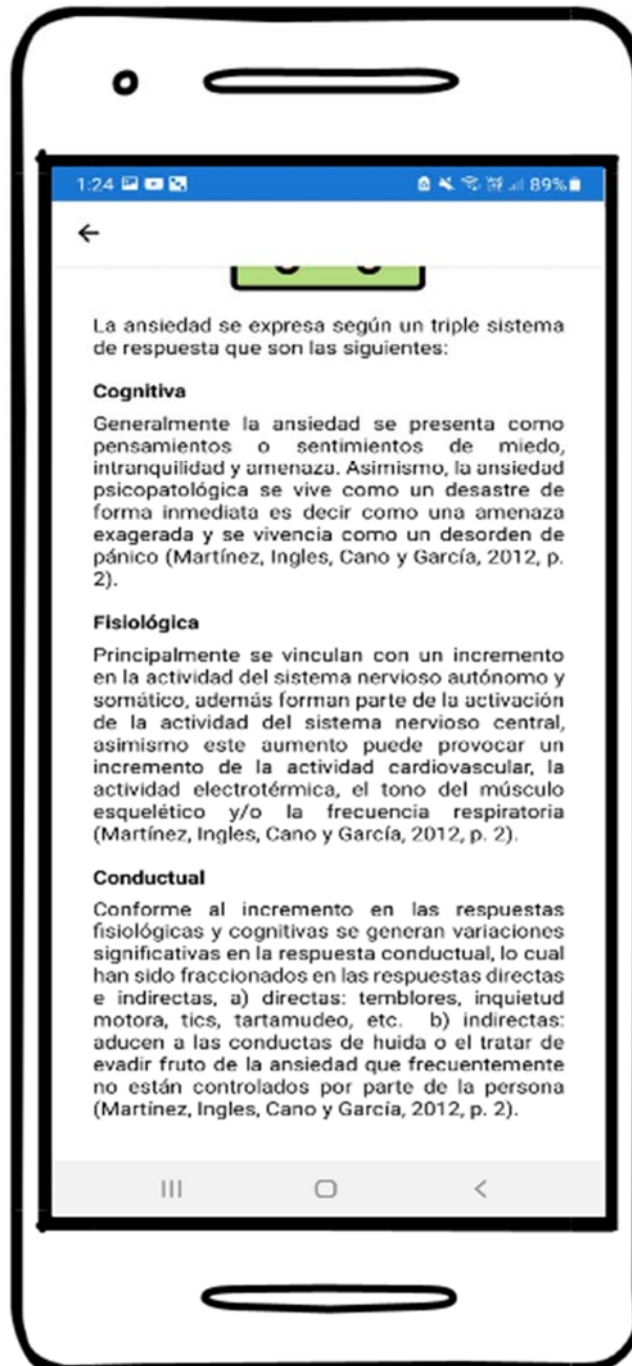 1:24 89%
La ansiedad se expresa según un triple sistema
de respuesta que son las siguientes:
Cognitiva
Generalmente la ansiedad se presenta como
pensamientos o sentimientos de miedo,
intranquilidad y amenaza. Asimismo, la ansiedad
psicopatológica se vive como un desastre de
forma inmediata es decir como una amenaza
exagerada y se vivencia como un desorden de
pánico (Martínez, Ingles, Cano y García, 2012, p.
2).
Fisiológica
Principalmente se vinculan con un incremento
en la actividad del sistema nervioso autónomo y
somático, además forman parte de la activación
de la actividad del sistema nervioso central,
asimismo este aumento puede provocar un
incremento de la actividad cardiovascular, la
actividad electrotérmica, el tono del músculo
esquelético y/o la frecuencia respiratoria
(Martínez, Ingles, Cano y García, 2012, p. 2).
Conductual
Conforme al incremento en las respuestas
fisiológicas y cognitivas se generan variaciones
significativas en la respuesta conductual, lo cual
han sido fraccionados en las respuestas directas
e indirectas, a) directas: temblores, inquietud
motora, tics, tartamudeo, etc. b) indirectas:
aducen a las conductas de huida o el tratar de
evadir fruto de la ansiedad que frecuentemente
no están controlados por parte de la persona
(Martínez, Ingles, Cano y García, 2012, p. 2).